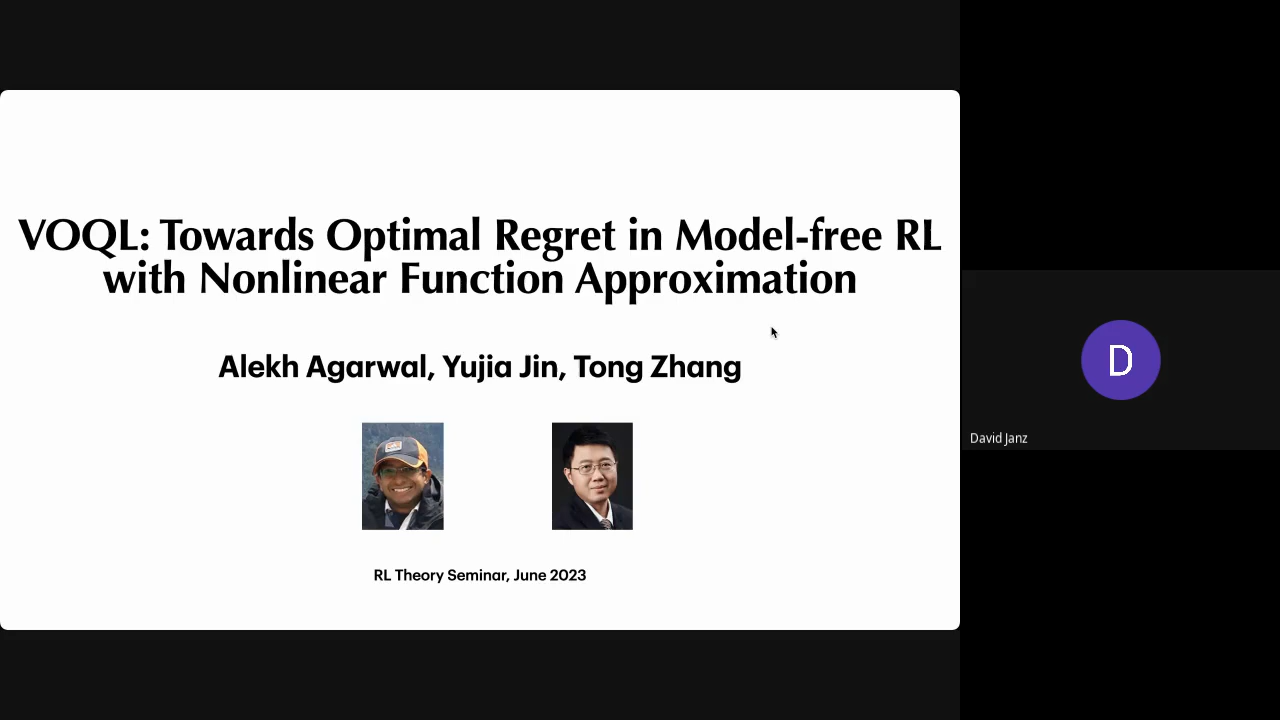 VOQL: Towards Optimal Regret in Model-free RL
with Nonlinear Function Approximation
Alekh Agarwal, Yujia Jin, Tong Zhang
RL Theory Seminar, June 2023
D
David Janz